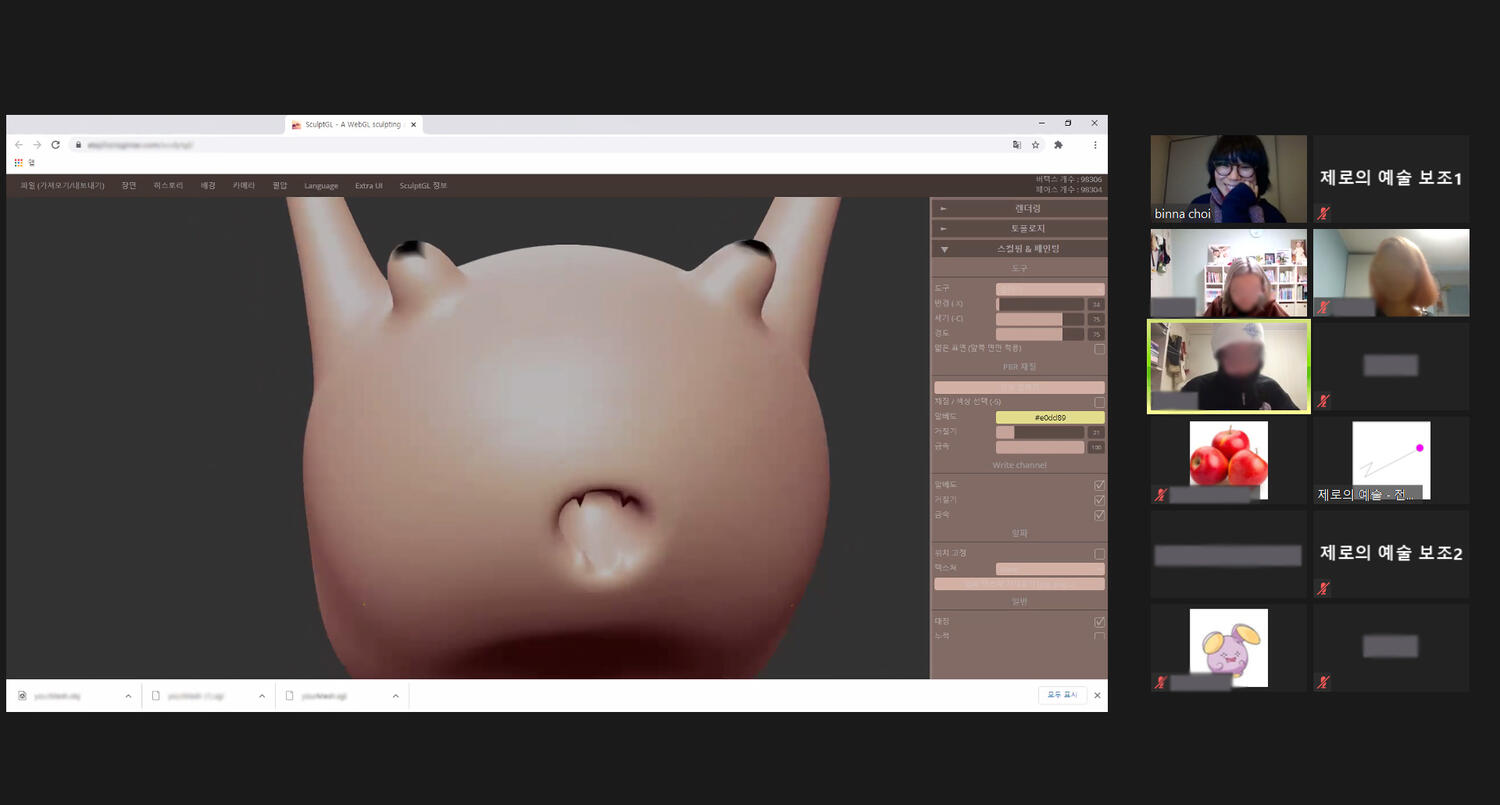 SculptGL - A WebGL sculpting
앱
파일 (가져오기/내보내기) 장면 히스토리 배경 카메라 필압 Language Extra UI SculptGL 정보
버텍스 개수 : 98306
페이스 개수 : 98304
렌더링
토폴로지
스컬핑 & 페인팅
도구
도구
반경 (-X) 34
세기 (-C) 75
경도 75
얇은 표면 (앞쪽 면만 적용)
PBR 재질
재질 / 색상 선택 (-S)
알베도 #e0dd89
거칠기 21
금속 100
Write channel
알베도
거칠기
금속
알파
위치 고정
텍스쳐
일반
대칭
누적
모두 표시
binna choi
제로의 예술 보조1
제로의 예술 - 전...
제로의 예술 보조2